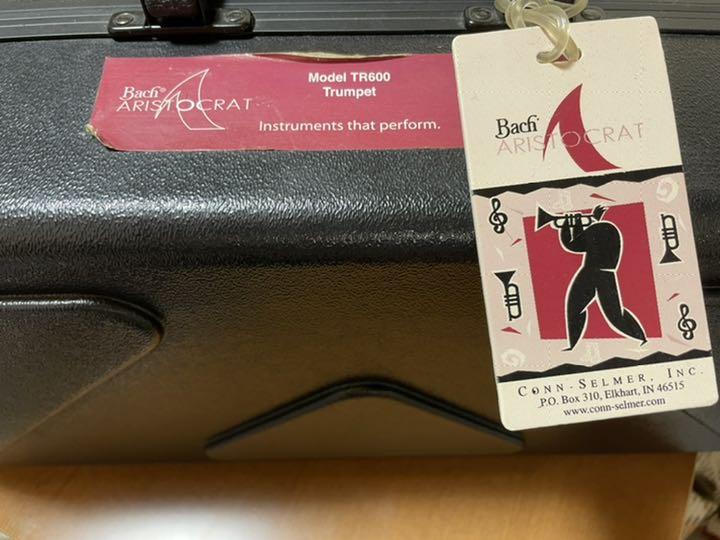 Bach®
ARISTOCRAT
Model TR600
Trumpet
Instruments that perform.
Bach®
ARISTOCRAT
CONN-SELMER, INC.
P.O. Box 310, Elkhart, IN 46515
www.conn-selmer.com